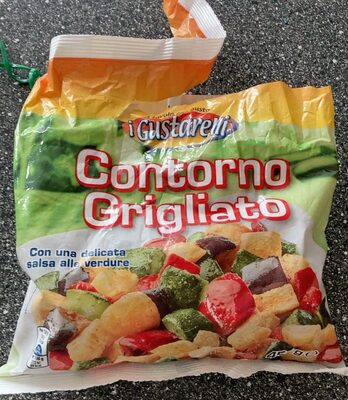 i Gustarelli
Contorno
Grigliato
Con una delicata
salsa alle verdure